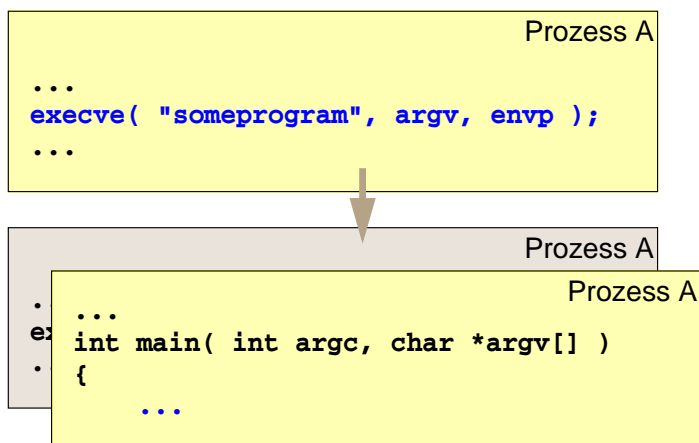 Prozess A
...
execve( "someprogram", argv, envp );
...
Prozess A
Prozess A
...
int main( int argc, char *argv[] )
{
...